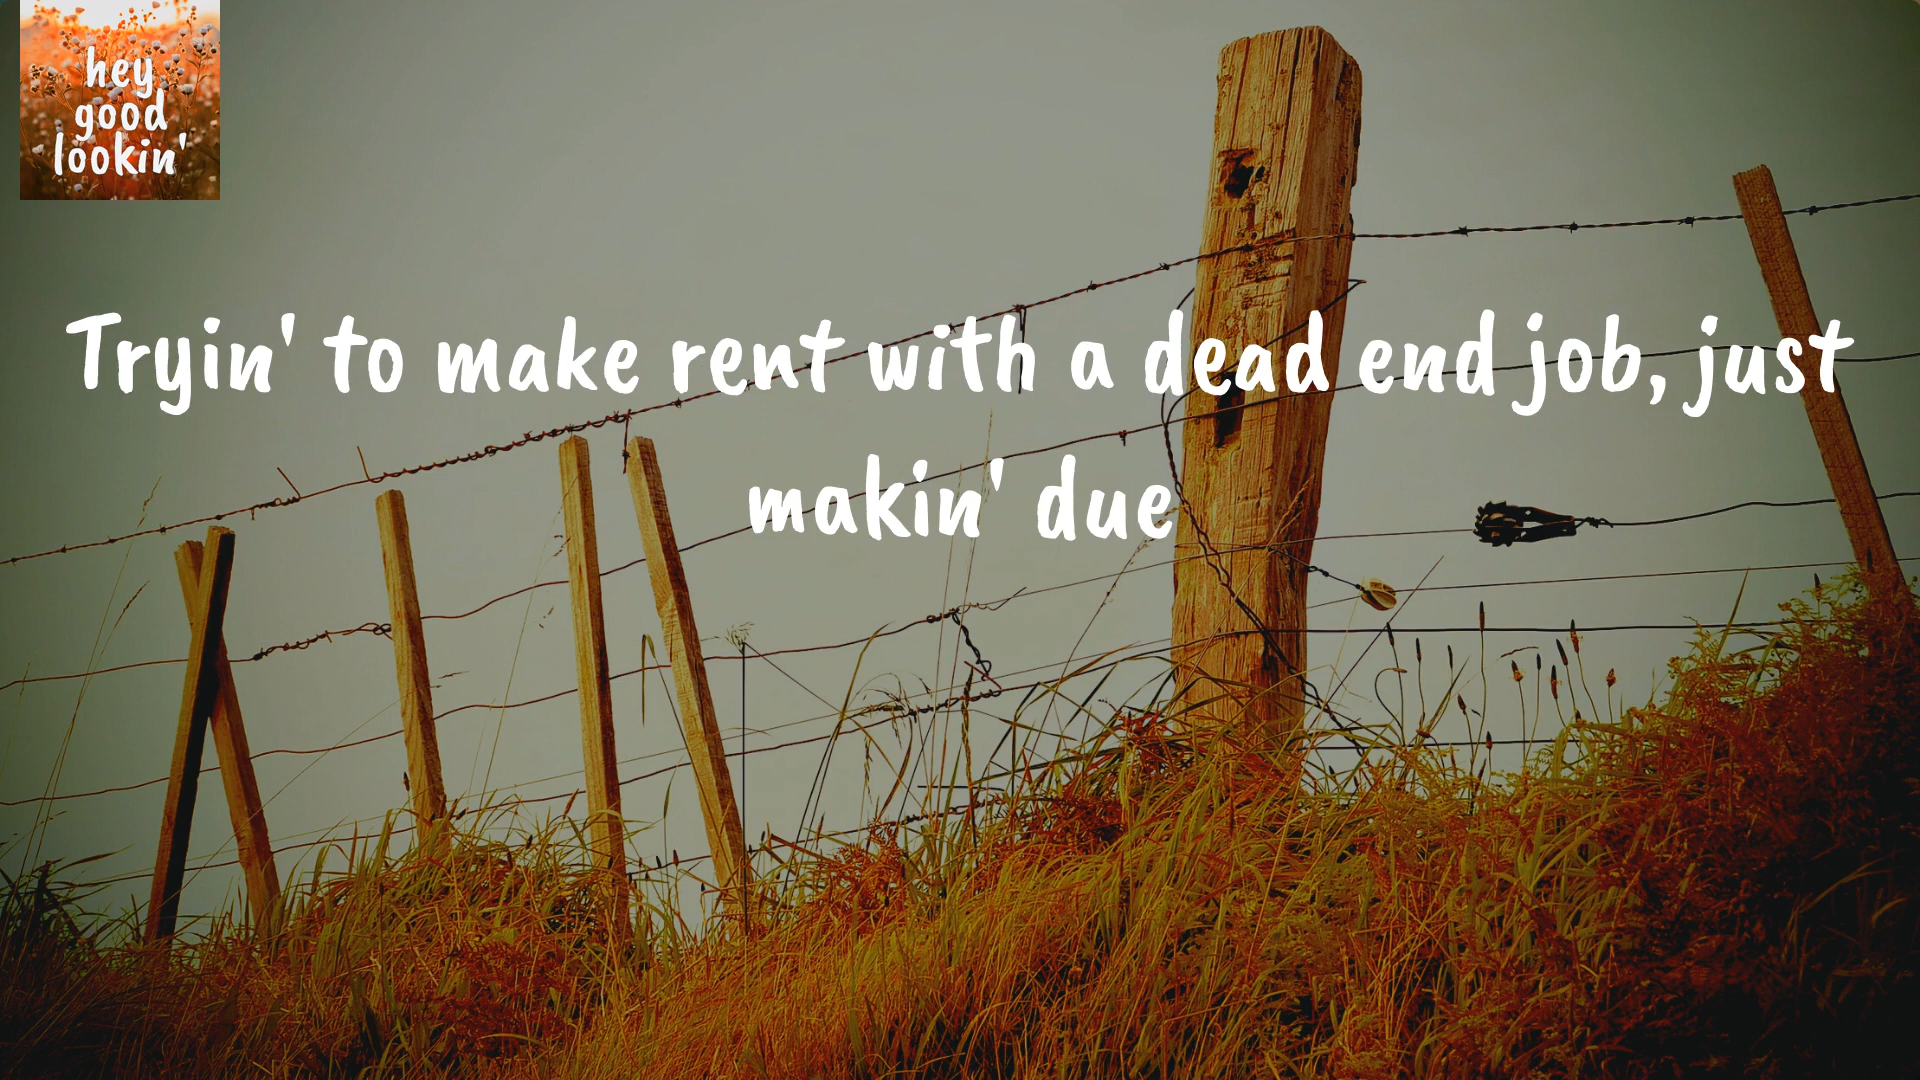 hey
good
lookin'
Tryin' to make rent with a dead end job, just
makin' due